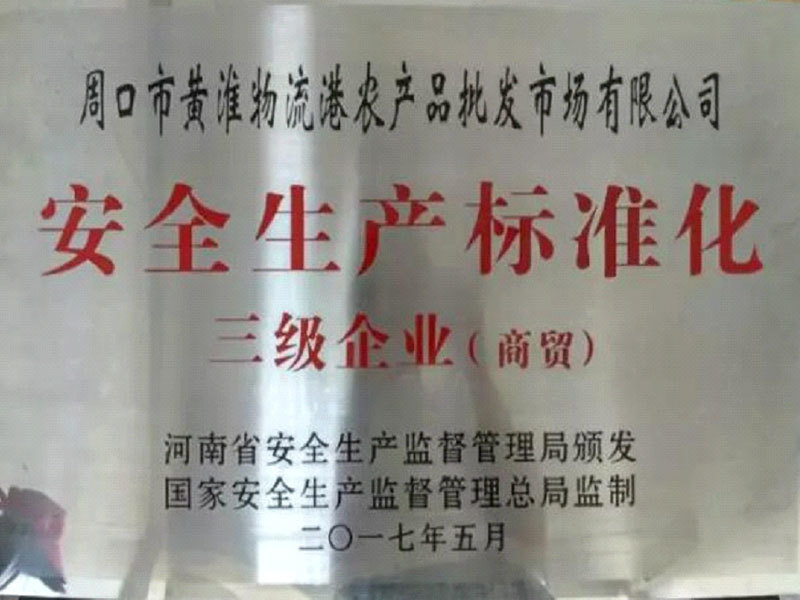 周口市黄淮物流港农产品批发市场有限公司
安全生产标准化
三级企业(商贸)
河南省安全生产监督管理局颁发
国家安全生产监督管理总局监制
二〇一七年五月